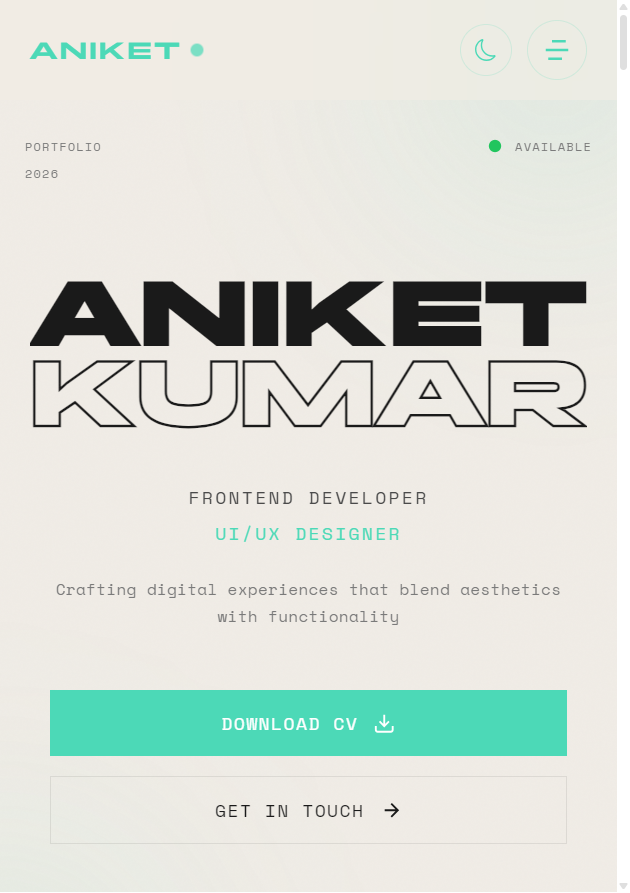 ANIKET
PORTFOLIO
2026
AVAILABLE
ANIKET
KUMAR
FRONTEND DEVELOPER
UI/UX DESIGNER
Crafting digital experiences that blend aesthetics
with functionality
DOWNLOAD CV
GET IN TOUCH